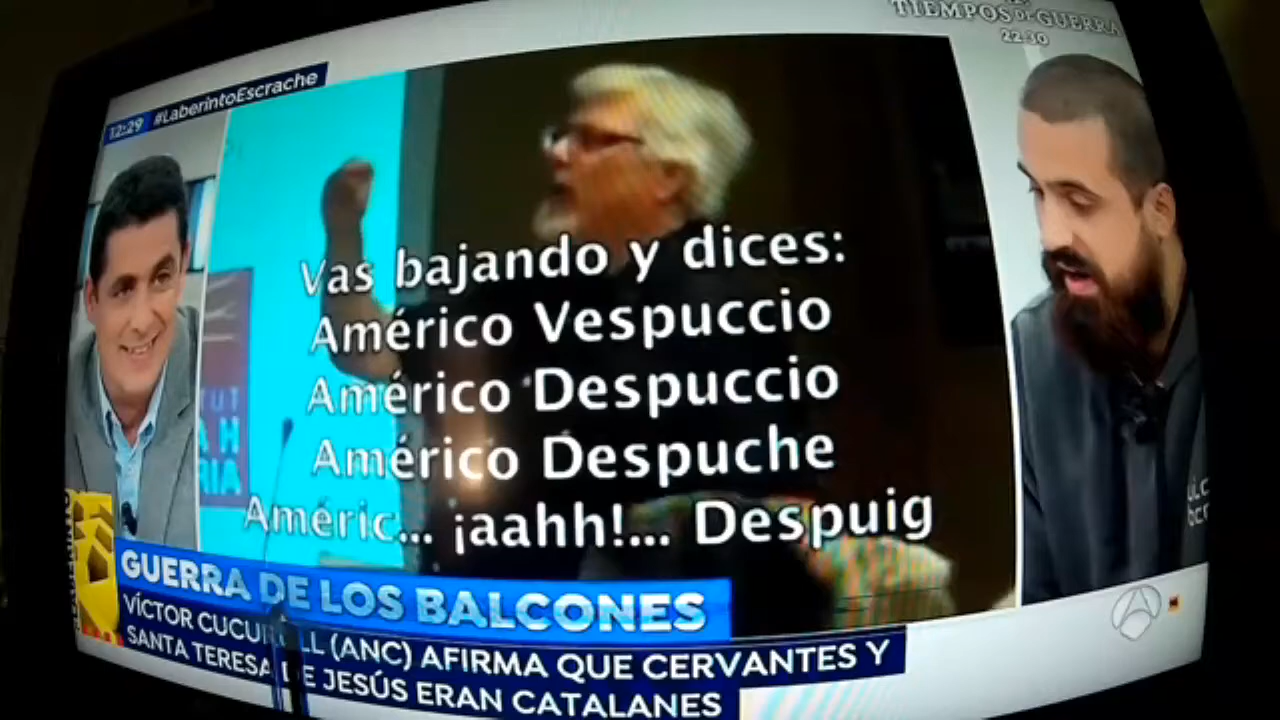 TIEMPOS DE GUERRA
22:30
12:29 #LaberintoEscrache
Vas bajando y dices:
Américo Vespuccio
Américo Despuccio
Américo Despuche
Améric... ¡aahh!... Despuig
GUERRA DE LOS BALCONES
VÍCTOR (ANC) AFIRMA QUE CERVANTES Y
SANTA TERESA DE JESÚS ERAN CATALANES